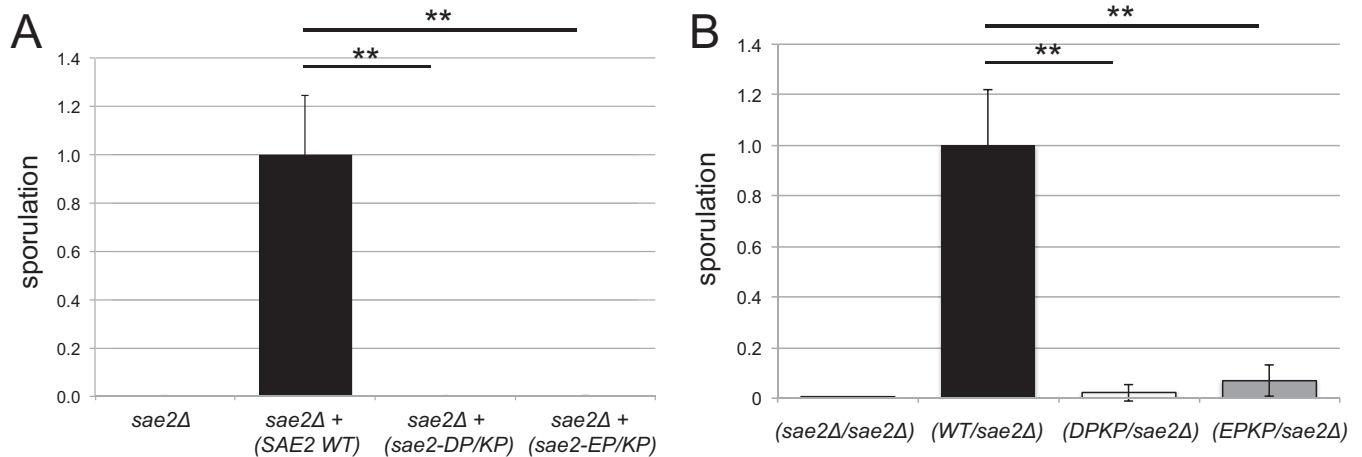 A
**
**
sporulation
1.4
1.2
1.0
0.8
0.6
0.4
0.2
0.0
sae2Δ
sae2Δ +
(SAE2 WT)
sae2Δ +
(sae2-DP/KP)
sae2Δ +
(sae2-EP/KP)
B
**
**
sporulation
1.4
1.2
1.0
0.8
0.6
0.4
0.2
0
(sae2Δ/sae2Δ)
(WT/sae2Δ)
(DPKP/sae2Δ)
(EPKP/sae2Δ)